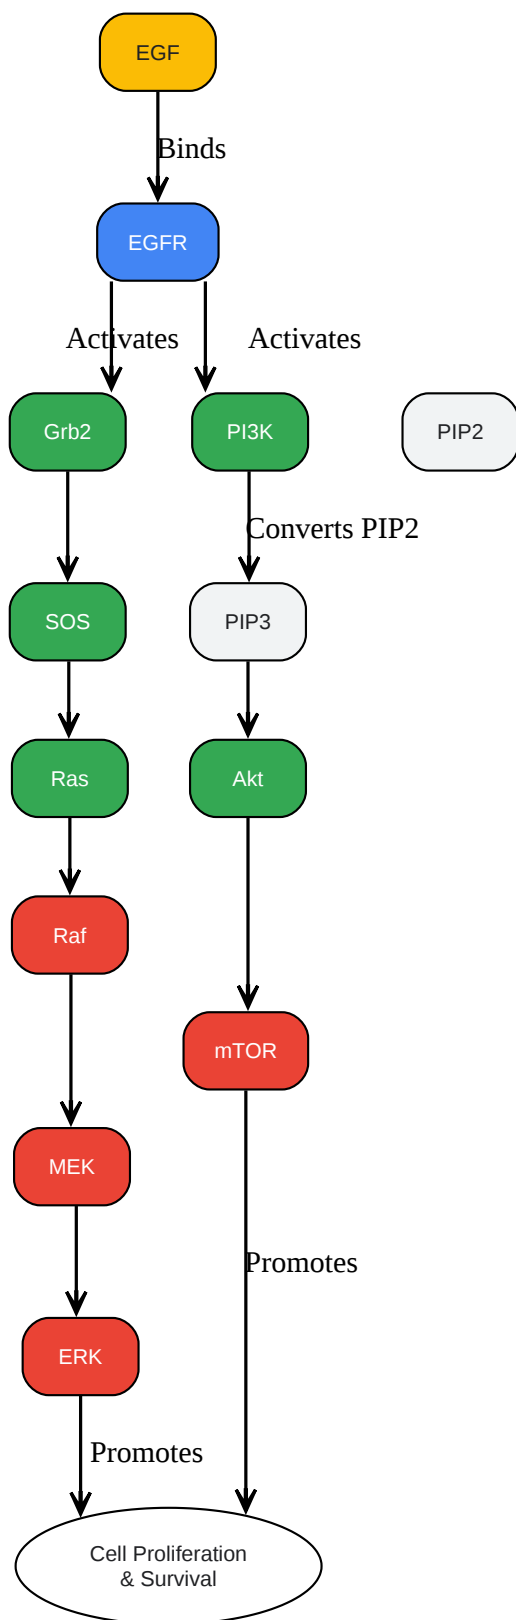 EGF
Binds
EGFR
Activates
Activates
Grb2
PI3K
PIP2
Converts PIP2
SOS
PIP3
Ras
Akt
Raf
mTOR
MEK
Promotes
ERK
Promotes
Cell Proliferation
& Survival